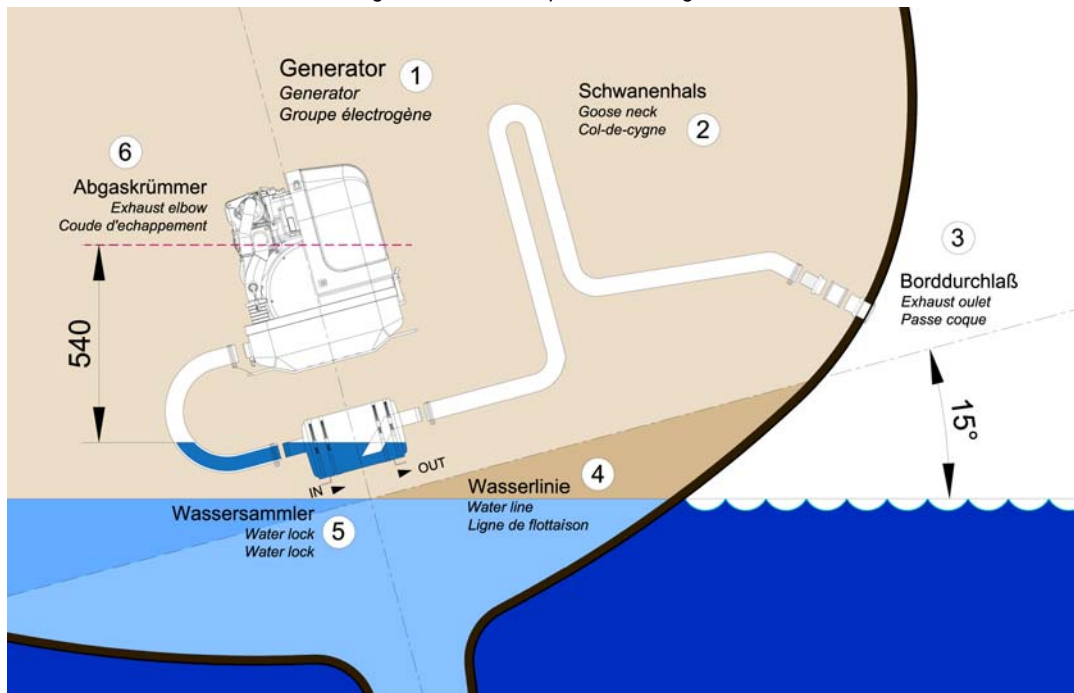 Generator
Generator
Groupe électrogène
1
Schwanenhals
Goose neck
Col-de-cygne
2
6
Abgaskrümmer
Exhaust elbow
Coude d'echappement
3
Borddurchlaß
Exhaust oulet
Passe coque
540
15°
OUT
IN
Wasserlinie
Water line
Ligne de flottaison
4
Wassersammler
Water lock
Water lock
5